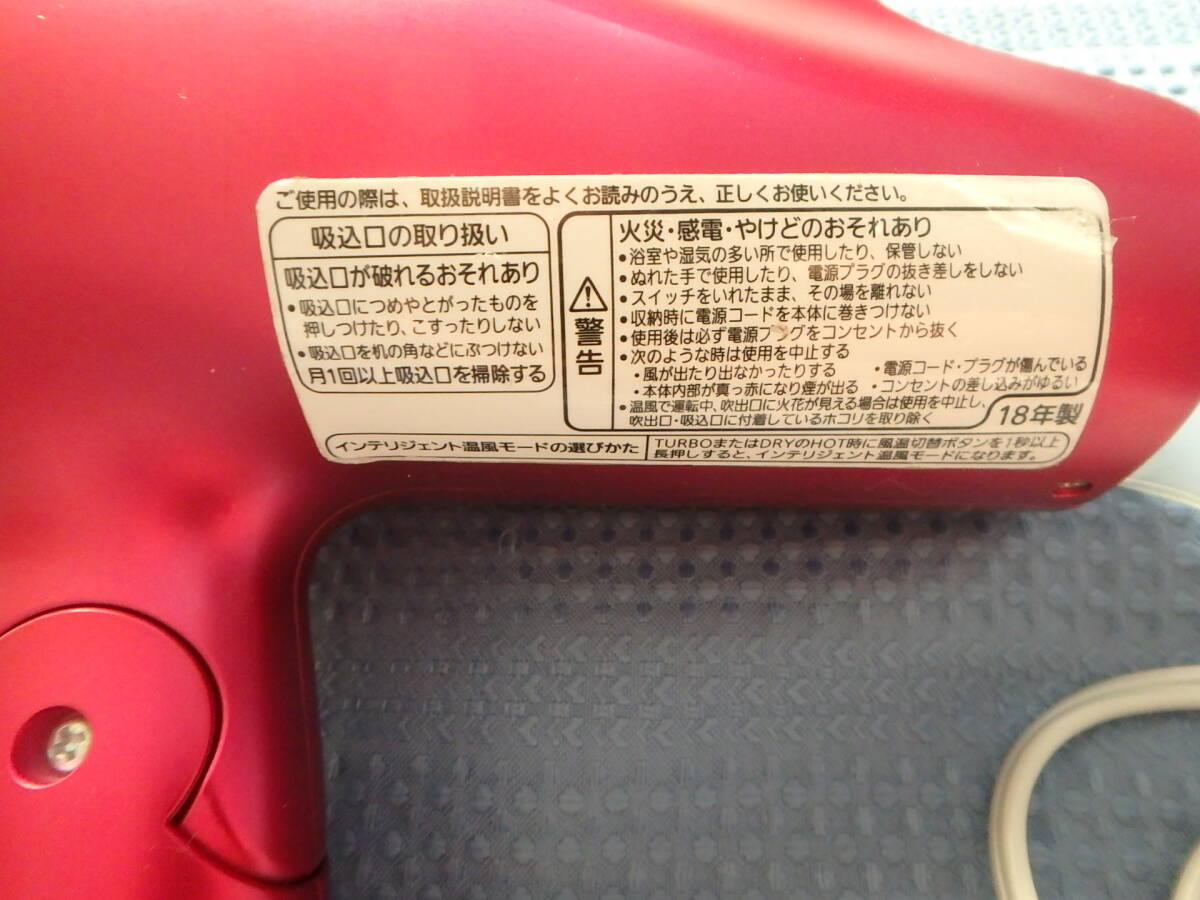 ご使用の際は、取扱説明書をよくお読みのうえ、正しくお使いください。
吸込口の取り扱い
吸込口が破れるおそれあり
•吸込口につめやとがったものを
押しつけたり、こすったりしない
•吸込口を机の角などにぶつけない
月1回以上吸込口を掃除する
⚠警告
火災・感電・やけどのおそれあり
•浴室や湿気の多い所で使用したり、保管しない
•ぬれた手で使用したり、電源プラグの抜き差しをしない
•スイッチをいれたまま、その場を離れない
•収納時に電源コードを本体に巻きつけない
•使用後は必ず電源プラグをコンセントから抜く
•次のような時は使用を中止する
・風が出たり出なかったりする ・電源コード・プラグが傷んでいる
・本体内部が真っ赤になり煙が出る ・コンセントの差し込みがゆるい
•温風で運転中、吹出口に火花が見える場合は使用を中止し、
吹出口・吸込口に付着しているホコリを取り除く
18年製
インテリジェント温風モードの選びかた
TURBOまたはDRYのHOT時に風温切替ボタンを1秒以上
長押しすると、インテリジェント温風モードになります。